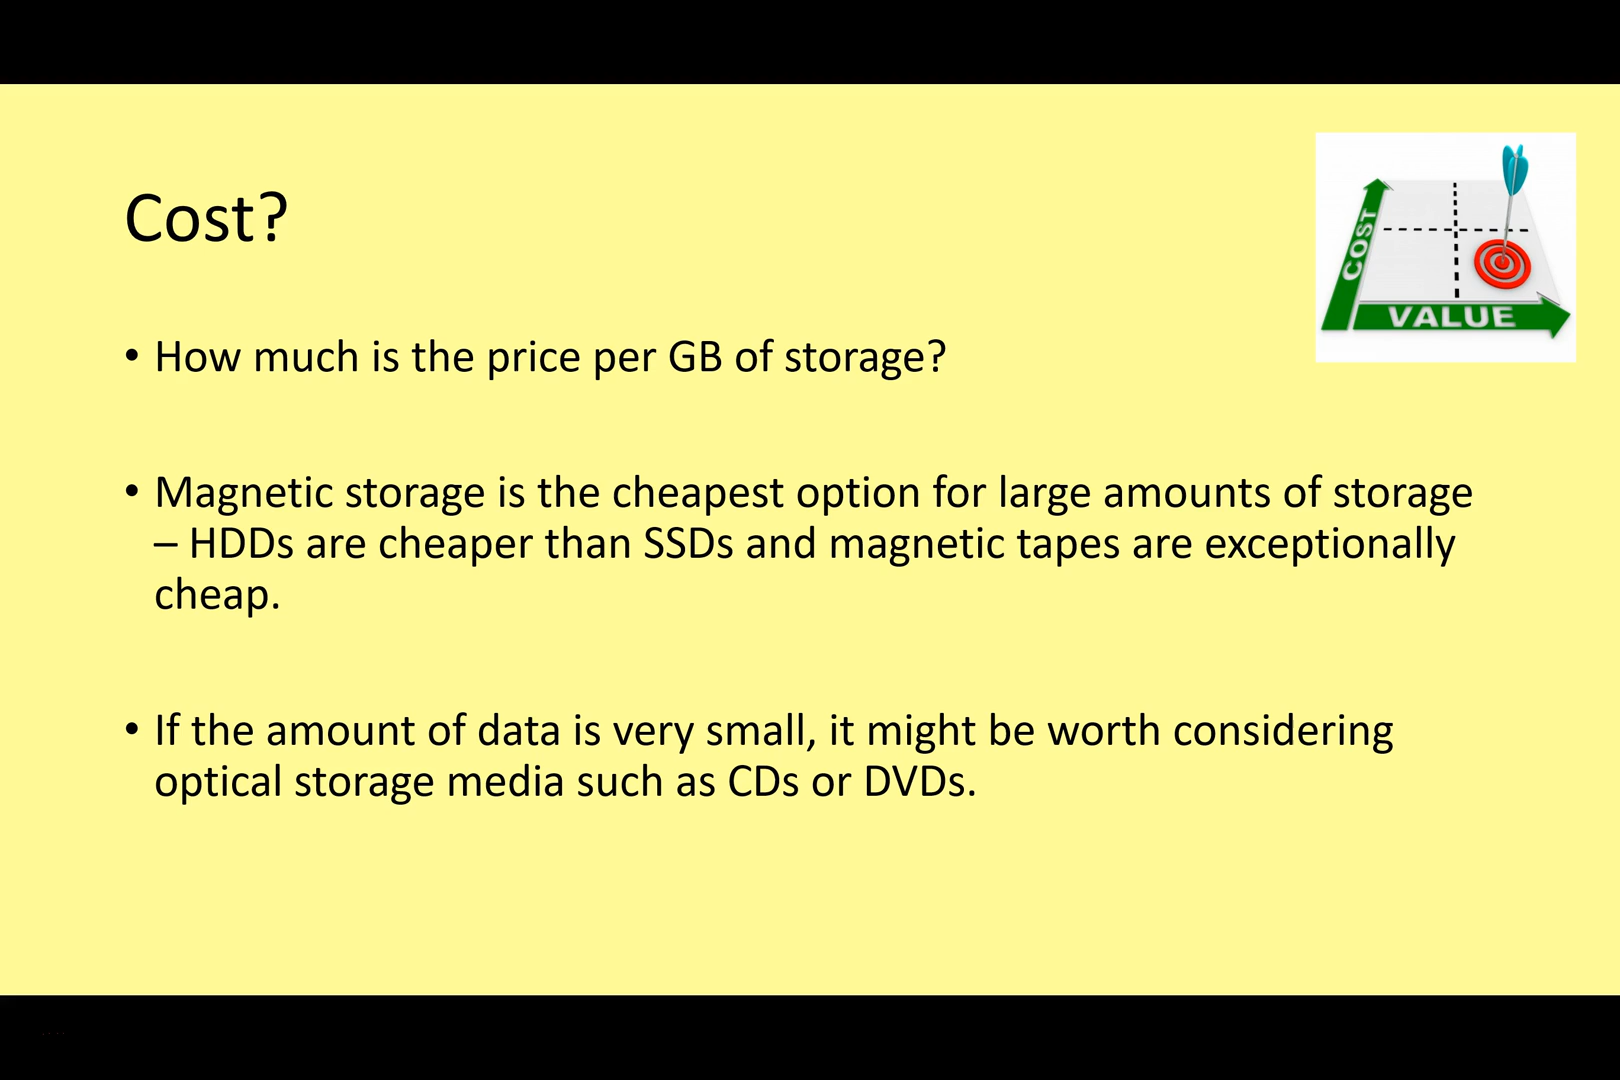 Cost?
COST
VALUE
• How much is the price per GB of storage?
• Magnetic storage is the cheapest option for large amounts of storage
– HDDs are cheaper than SSDs and magnetic tapes are exceptionally
cheap.
• If the amount of data is very small, it might be worth considering
optical storage media such as CDs or DVDs.